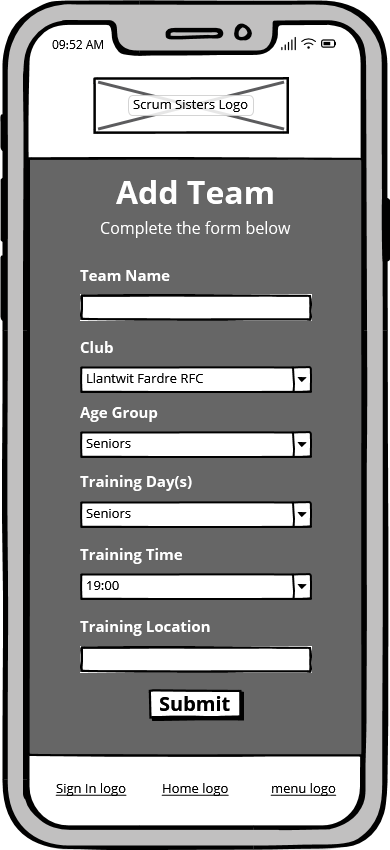 09:52 AM
Scrum Sisters Logo
Add Team
Complete the form below
Team Name
Club
Llantwit Fardre RFC
Age Group
Seniors
Training Day(s)
Seniors
Training Time
19:00
Training Location
Submit
Sign In logo Home logo menu logo